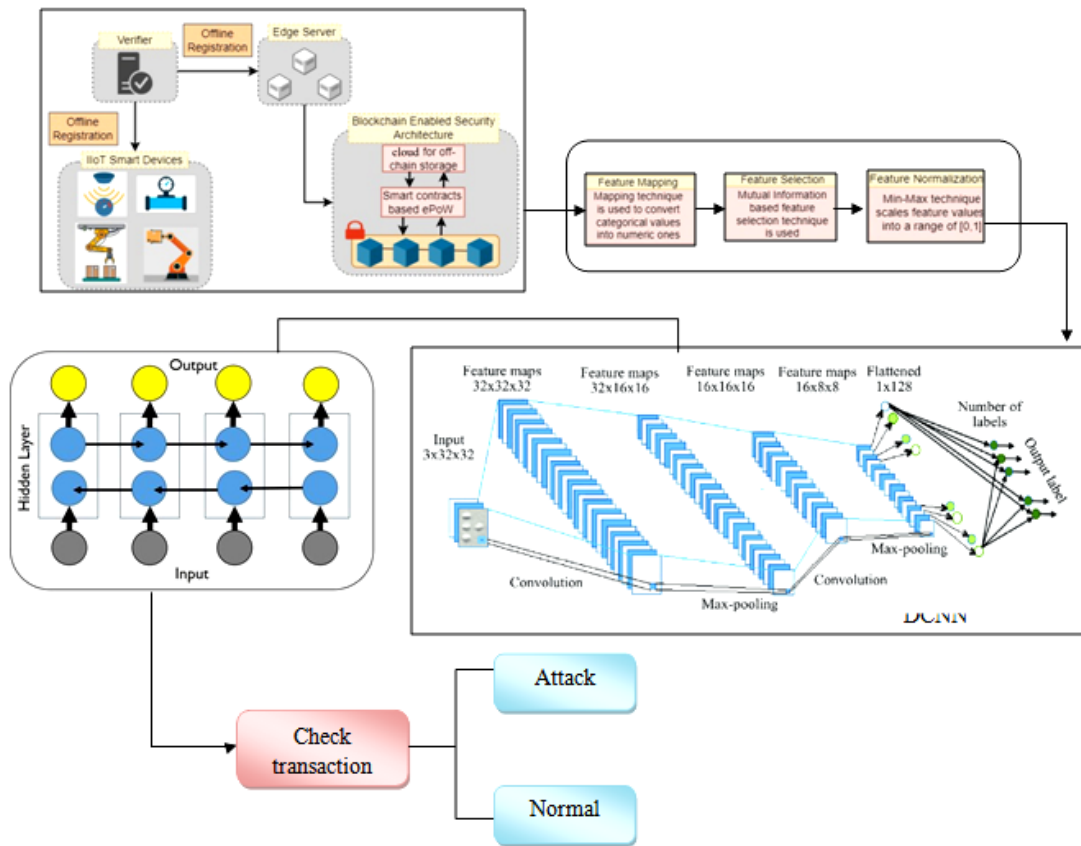 Verifier
Offline
Registration
Edge Server
Offline
Registration
IIoT Smart Devices
Blockchain Enabled Security
Architecture
cloud for off-
chain storage
Smart contracts
based ePoW
Feature Mapping
Mapping technique
is used to convert
categorical values
into numeric ones
Feature Selection
Mutual Information
based feature
selection technique
is used
Feature Normalization
Min-Max technique
scales feature values
into a range of [0,1]
Output
Hidden Layer
Input
Input
3x32x32
Feature maps
32x32x32
Feature maps
32x16x16
Feature maps
16x16x16
Feature maps
16x8x8
Flattened
1x128
Number of
labels
Output label
Convolution
Max-pooling
Convolution
Max-pooling
DCNN
Check
transaction
Attack
Normal